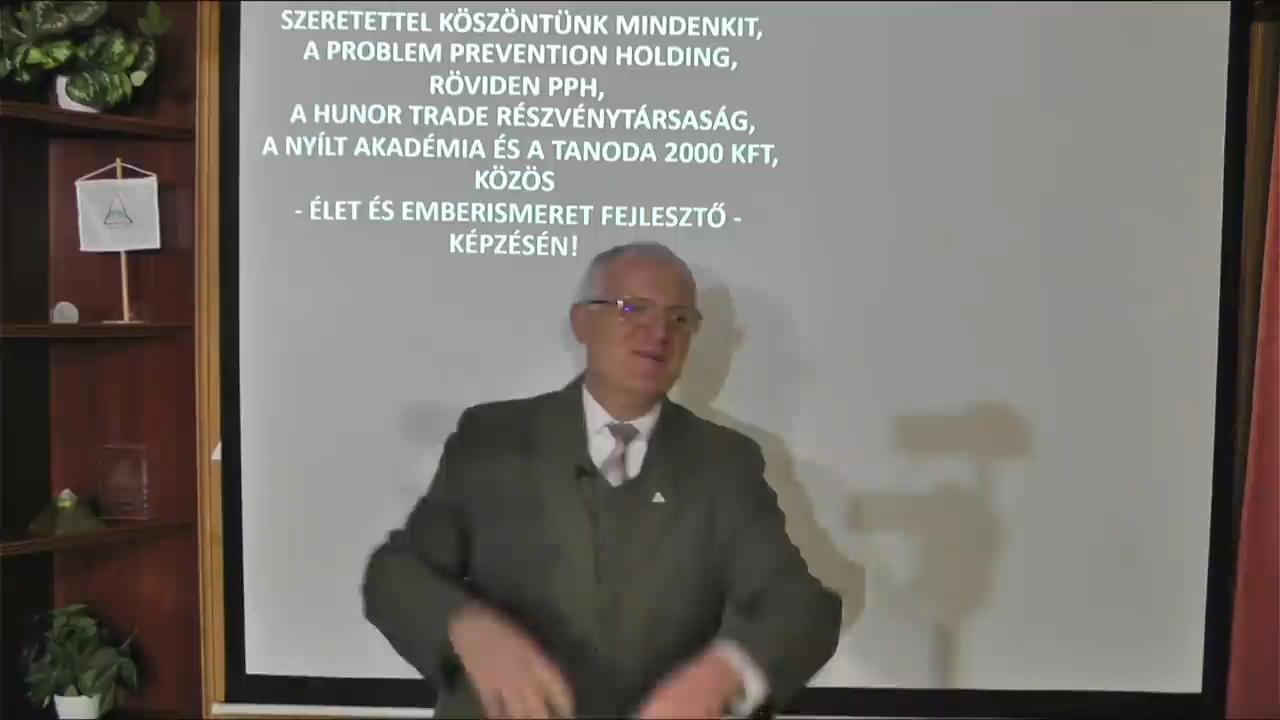 SZERETETTEL KÖSZÖNTÜNK MINDENKIT,
A PROBLEM PREVENTION HOLDING,
RÖVIDEN PPH,
A HUNOR TRADE RÉSZVÉNYTÁRSASÁG,
A NYÍLT AKADÉMIA ÉS A TANODA 2000 KFT,
KÖZÖS
- ÉLET ÉS EMBERISMERET FEJLESZTŐ -
KÉPZÉSÉN!